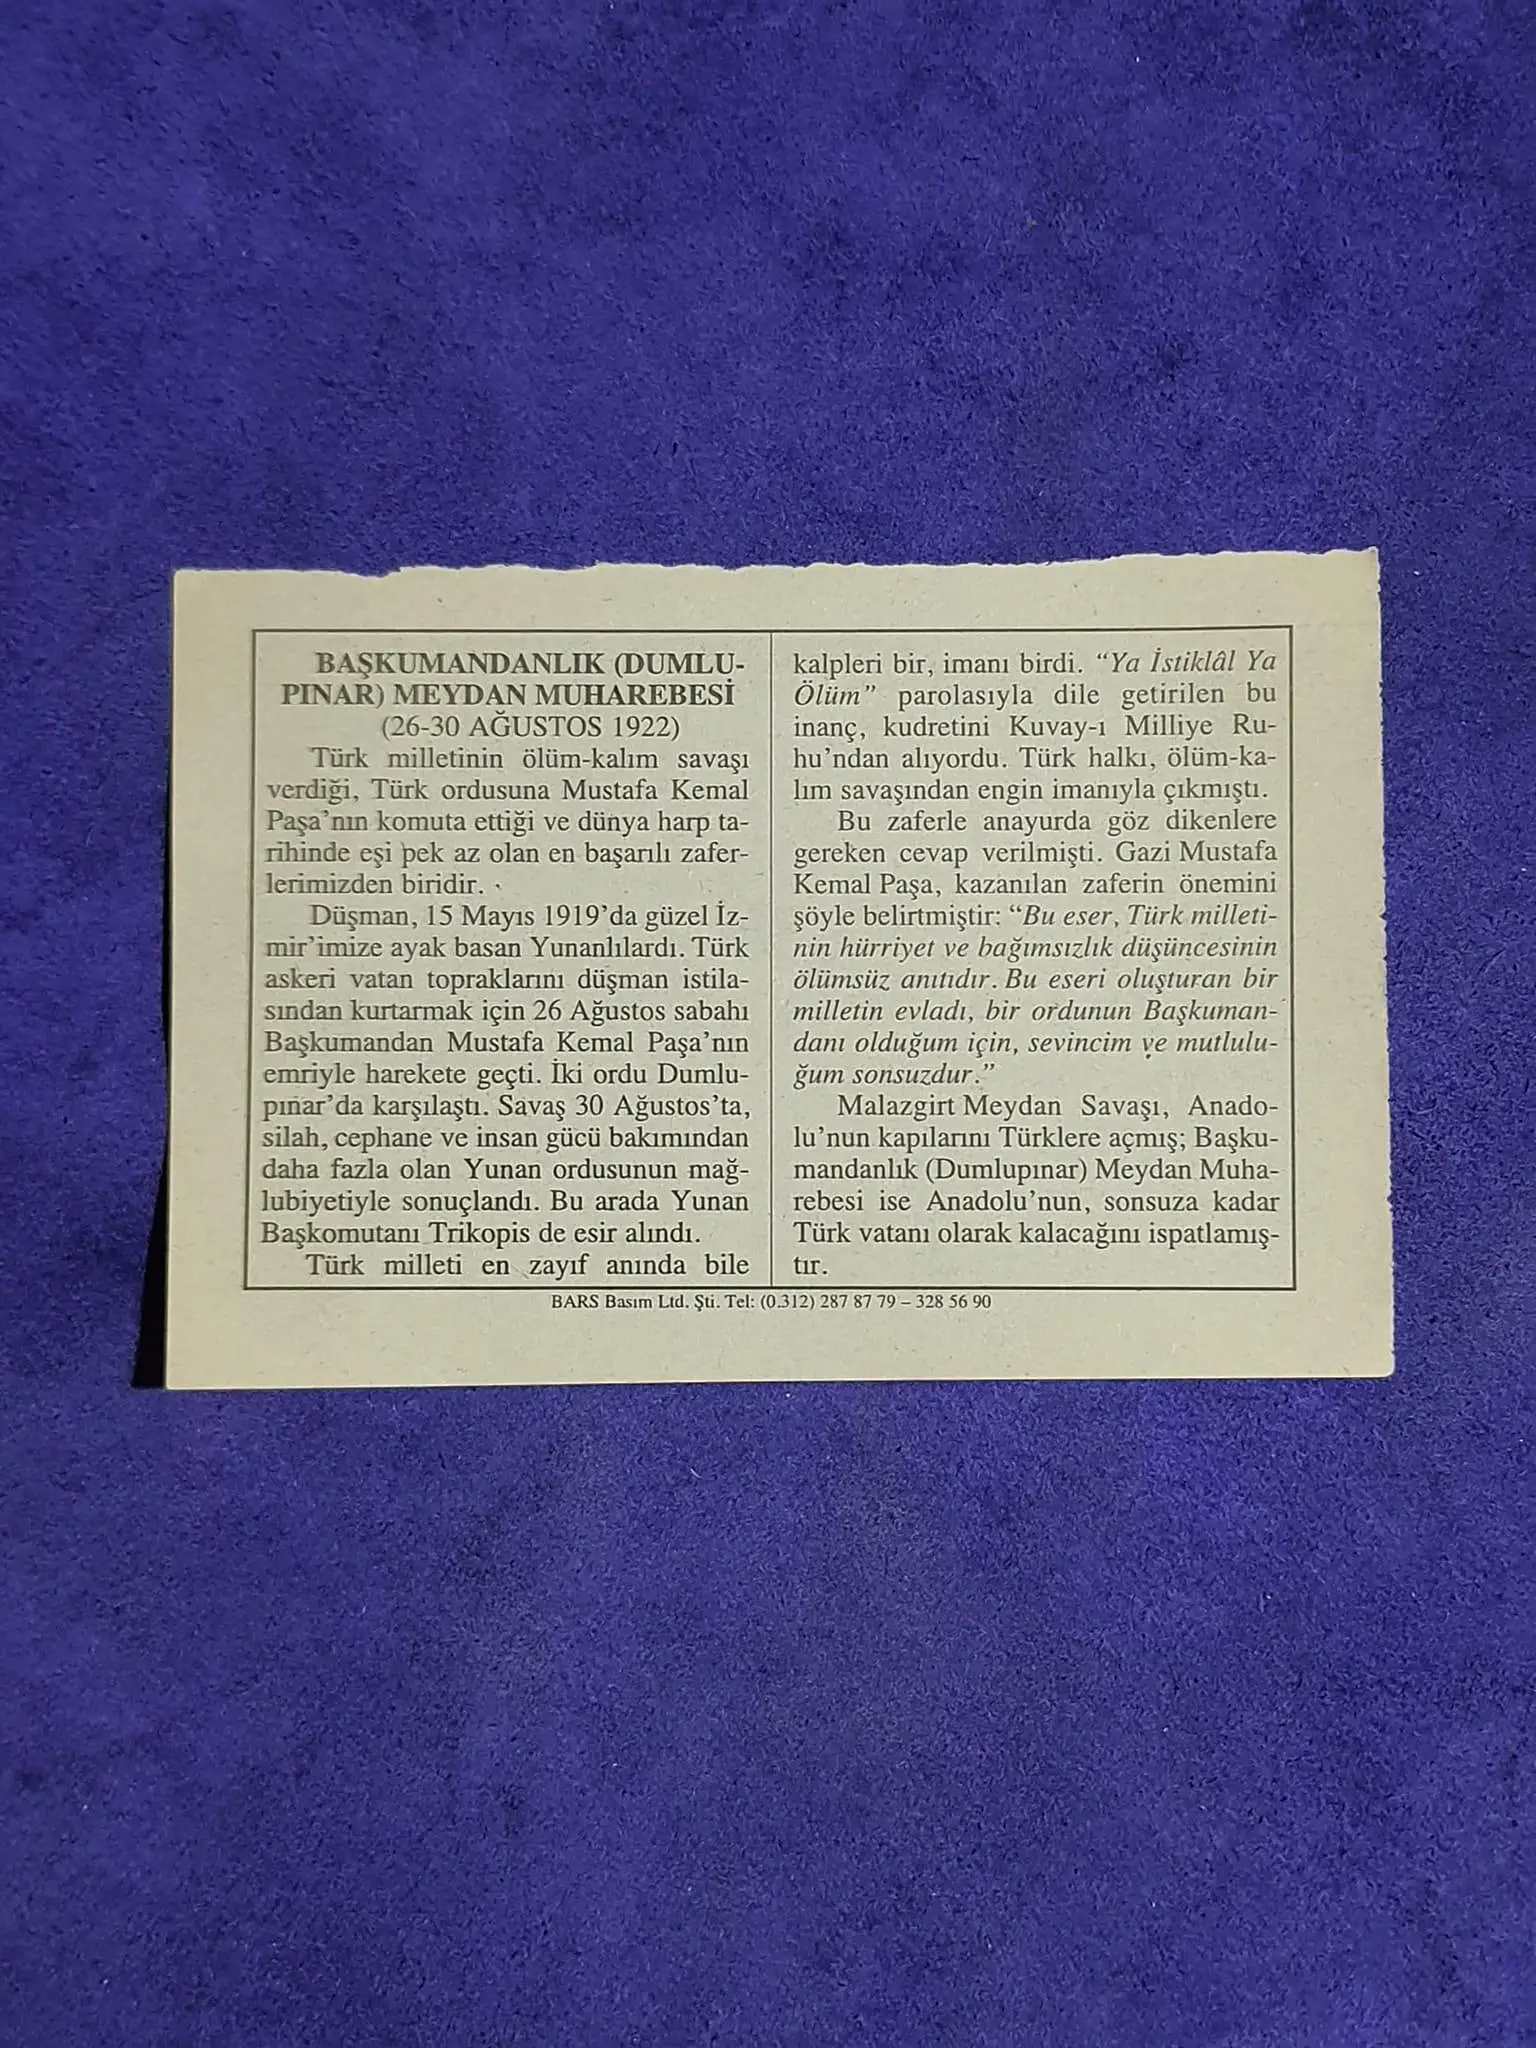 BAŞKUMANDANLIK (DUMLU-
PINAR) MEYDAN MUHAREBESİ
(26-30 AĞUSTOS 1922)
Türk milletinin ölüm-kalım savaşı
verdiği, Türk ordusuna Mustafa Kemal
Paşa'nın komuta ettiği ve dünya harp ta-
rihinde eşi pek az olan en başarılı zafer-
lerimizden biridir.
Düşman, 15 Mayıs 1919'da güzel İz-
mir'imize ayak basan Yunanlılardı. Türk
askeri vatan topraklarını düşman istila-
sından kurtarmak için 26 Ağustos sabahı
Başkumandan Mustafa Kemal Paşa'nın
emriyle harekete geçti. İki ordu Dumlu-
pınar'da karşılaştı. Savaş 30 Ağustos'ta,
silah, cephane ve insan gücü bakımından
daha fazla olan Yunan ordusunun mağ-
lubiyetiyle sonuçlandı. Bu arada Yunan
Başkomutanı Trikopis de esir alındı.
Türk milleti en zayıf anında bile
kalpleri bir, imanı birdi. "Ya İstiklâl Ya
Ölüm" parolasıyla dile getirilen bu
inanç, kudretini Kuvay-ı Milliye Ru-
hu'ndan alıyordu. Türk halkı, ölüm-ka-
lım savaşından engin imanıyla çıkmıştı.
Bu zaferle anayurda göz dikenlere
gereken cevap verilmişti. Gazi Mustafa
Kemal Paşa, kazanılan zaferin önemini
şöyle belirtmiştir: "Bu eser, Türk milleti-
nin hürriyet ve bağımsızlık düşüncesinin
ölümsüz anıtıdır. Bu eseri oluşturan bir
milletin evladı, bir ordunun Başkuman-
danı olduğum için, sevincim ve mutlulu-
ğum sonsuzdur."
Malazgirt Meydan Savaşı, Anado-
lu'nun kapılarını Türklere açmış; Başku-
mandanlık (Dumlupınar) Meydan Muha-
rebesi ise Anadolu'nun, sonsuza kadar
Türk vatanı olarak kalacağını ispatlamış-
tır.
BARS Basım Ltd. Şti. Tel: (0.312) 287 87 79 – 328 56 90